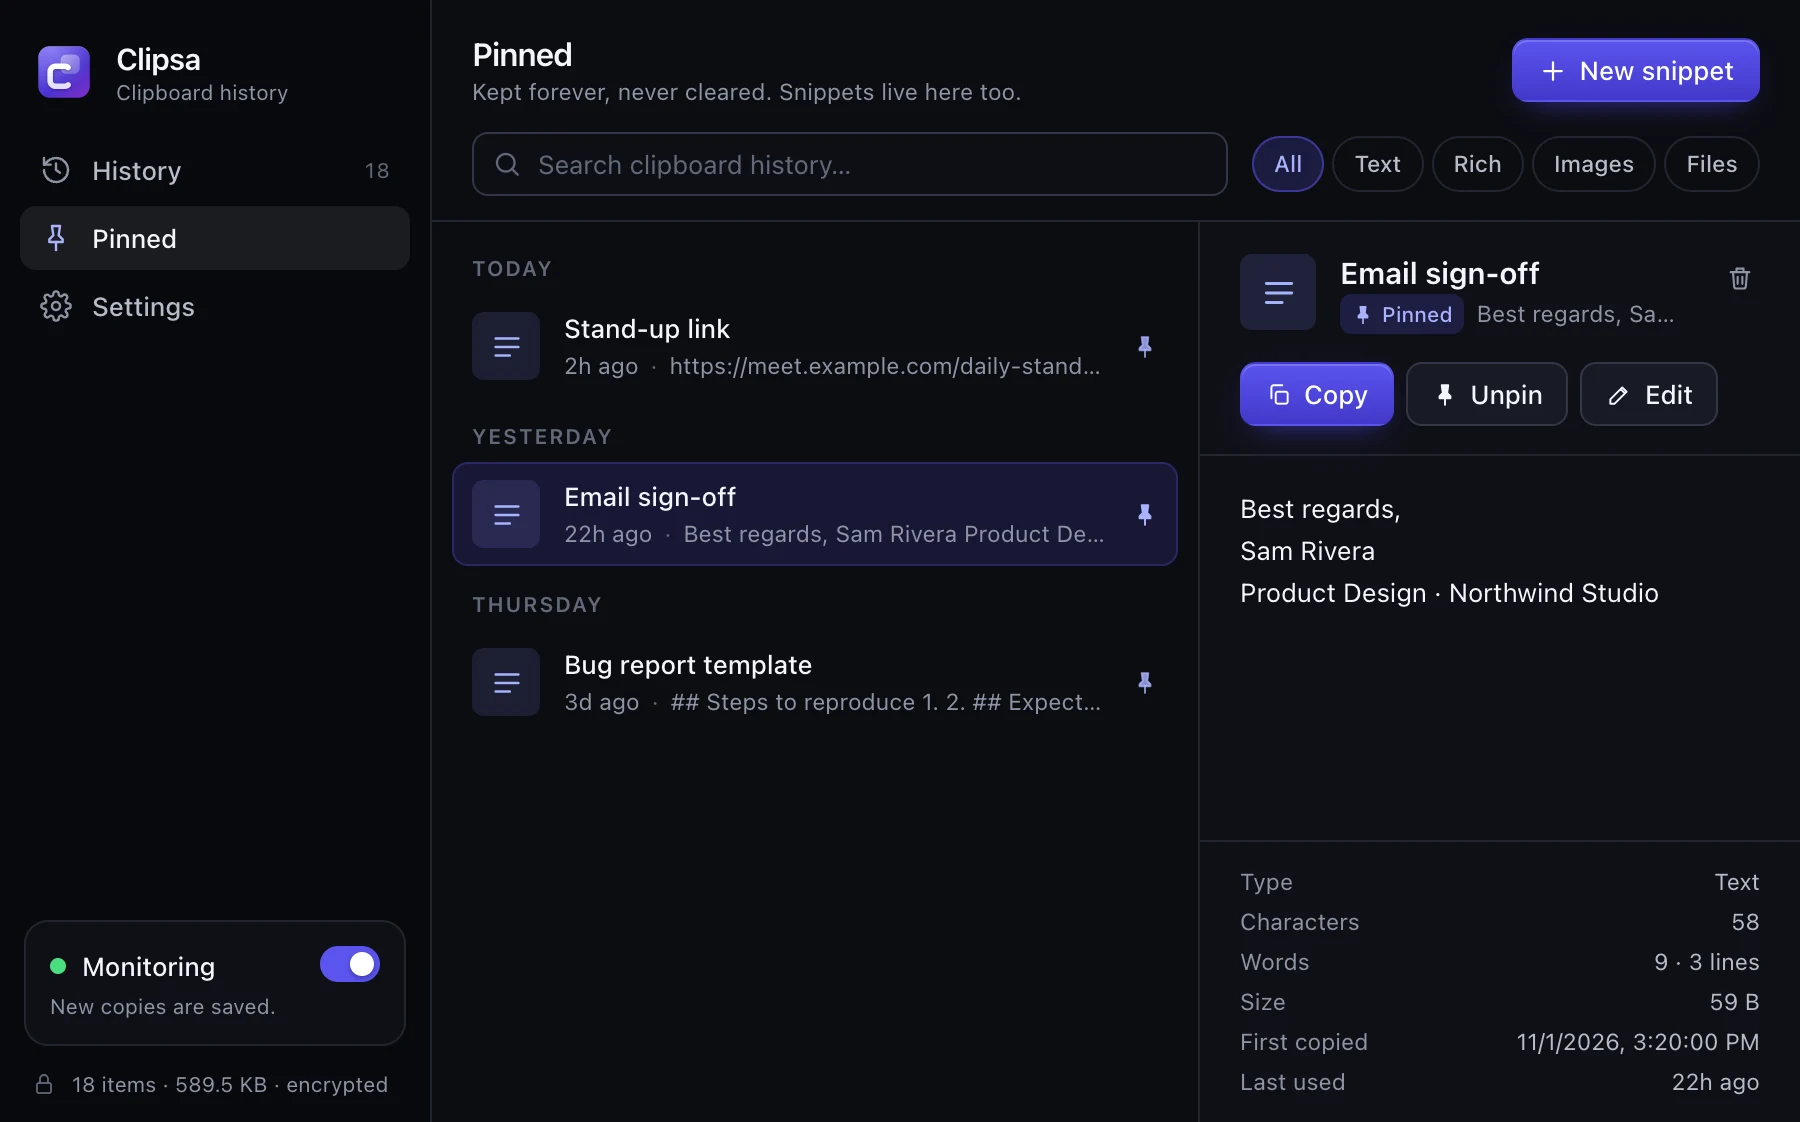 Clipsa
Clipboard history
History 18
Pinned
Settings
Monitoring
New copies are saved.
18 items · 589.5 KB · encrypted
Pinned
Kept forever, never cleared. Snippets live here too.
New snippet
Search clipboard history...
All Text Rich Images Files
TODAY
Stand-up link
2h ago · https://meet.example.com/daily-stand...
YESTERDAY
Email sign-off
22h ago · Best regards, Sam Rivera Product De...
THURSDAY
Bug report template
3d ago · ## Steps to reproduce 1. 2. ## Expect...
Email sign-off
Pinned Best regards, Sa...
Copy Unpin Edit
Best regards,
Sam Rivera
Product Design · Northwind Studio
Type Text
Characters 58
Words 9 · 3 lines
Size 59 B
First copied 11/1/2026, 3:20:00 PM
Last used 22h ago